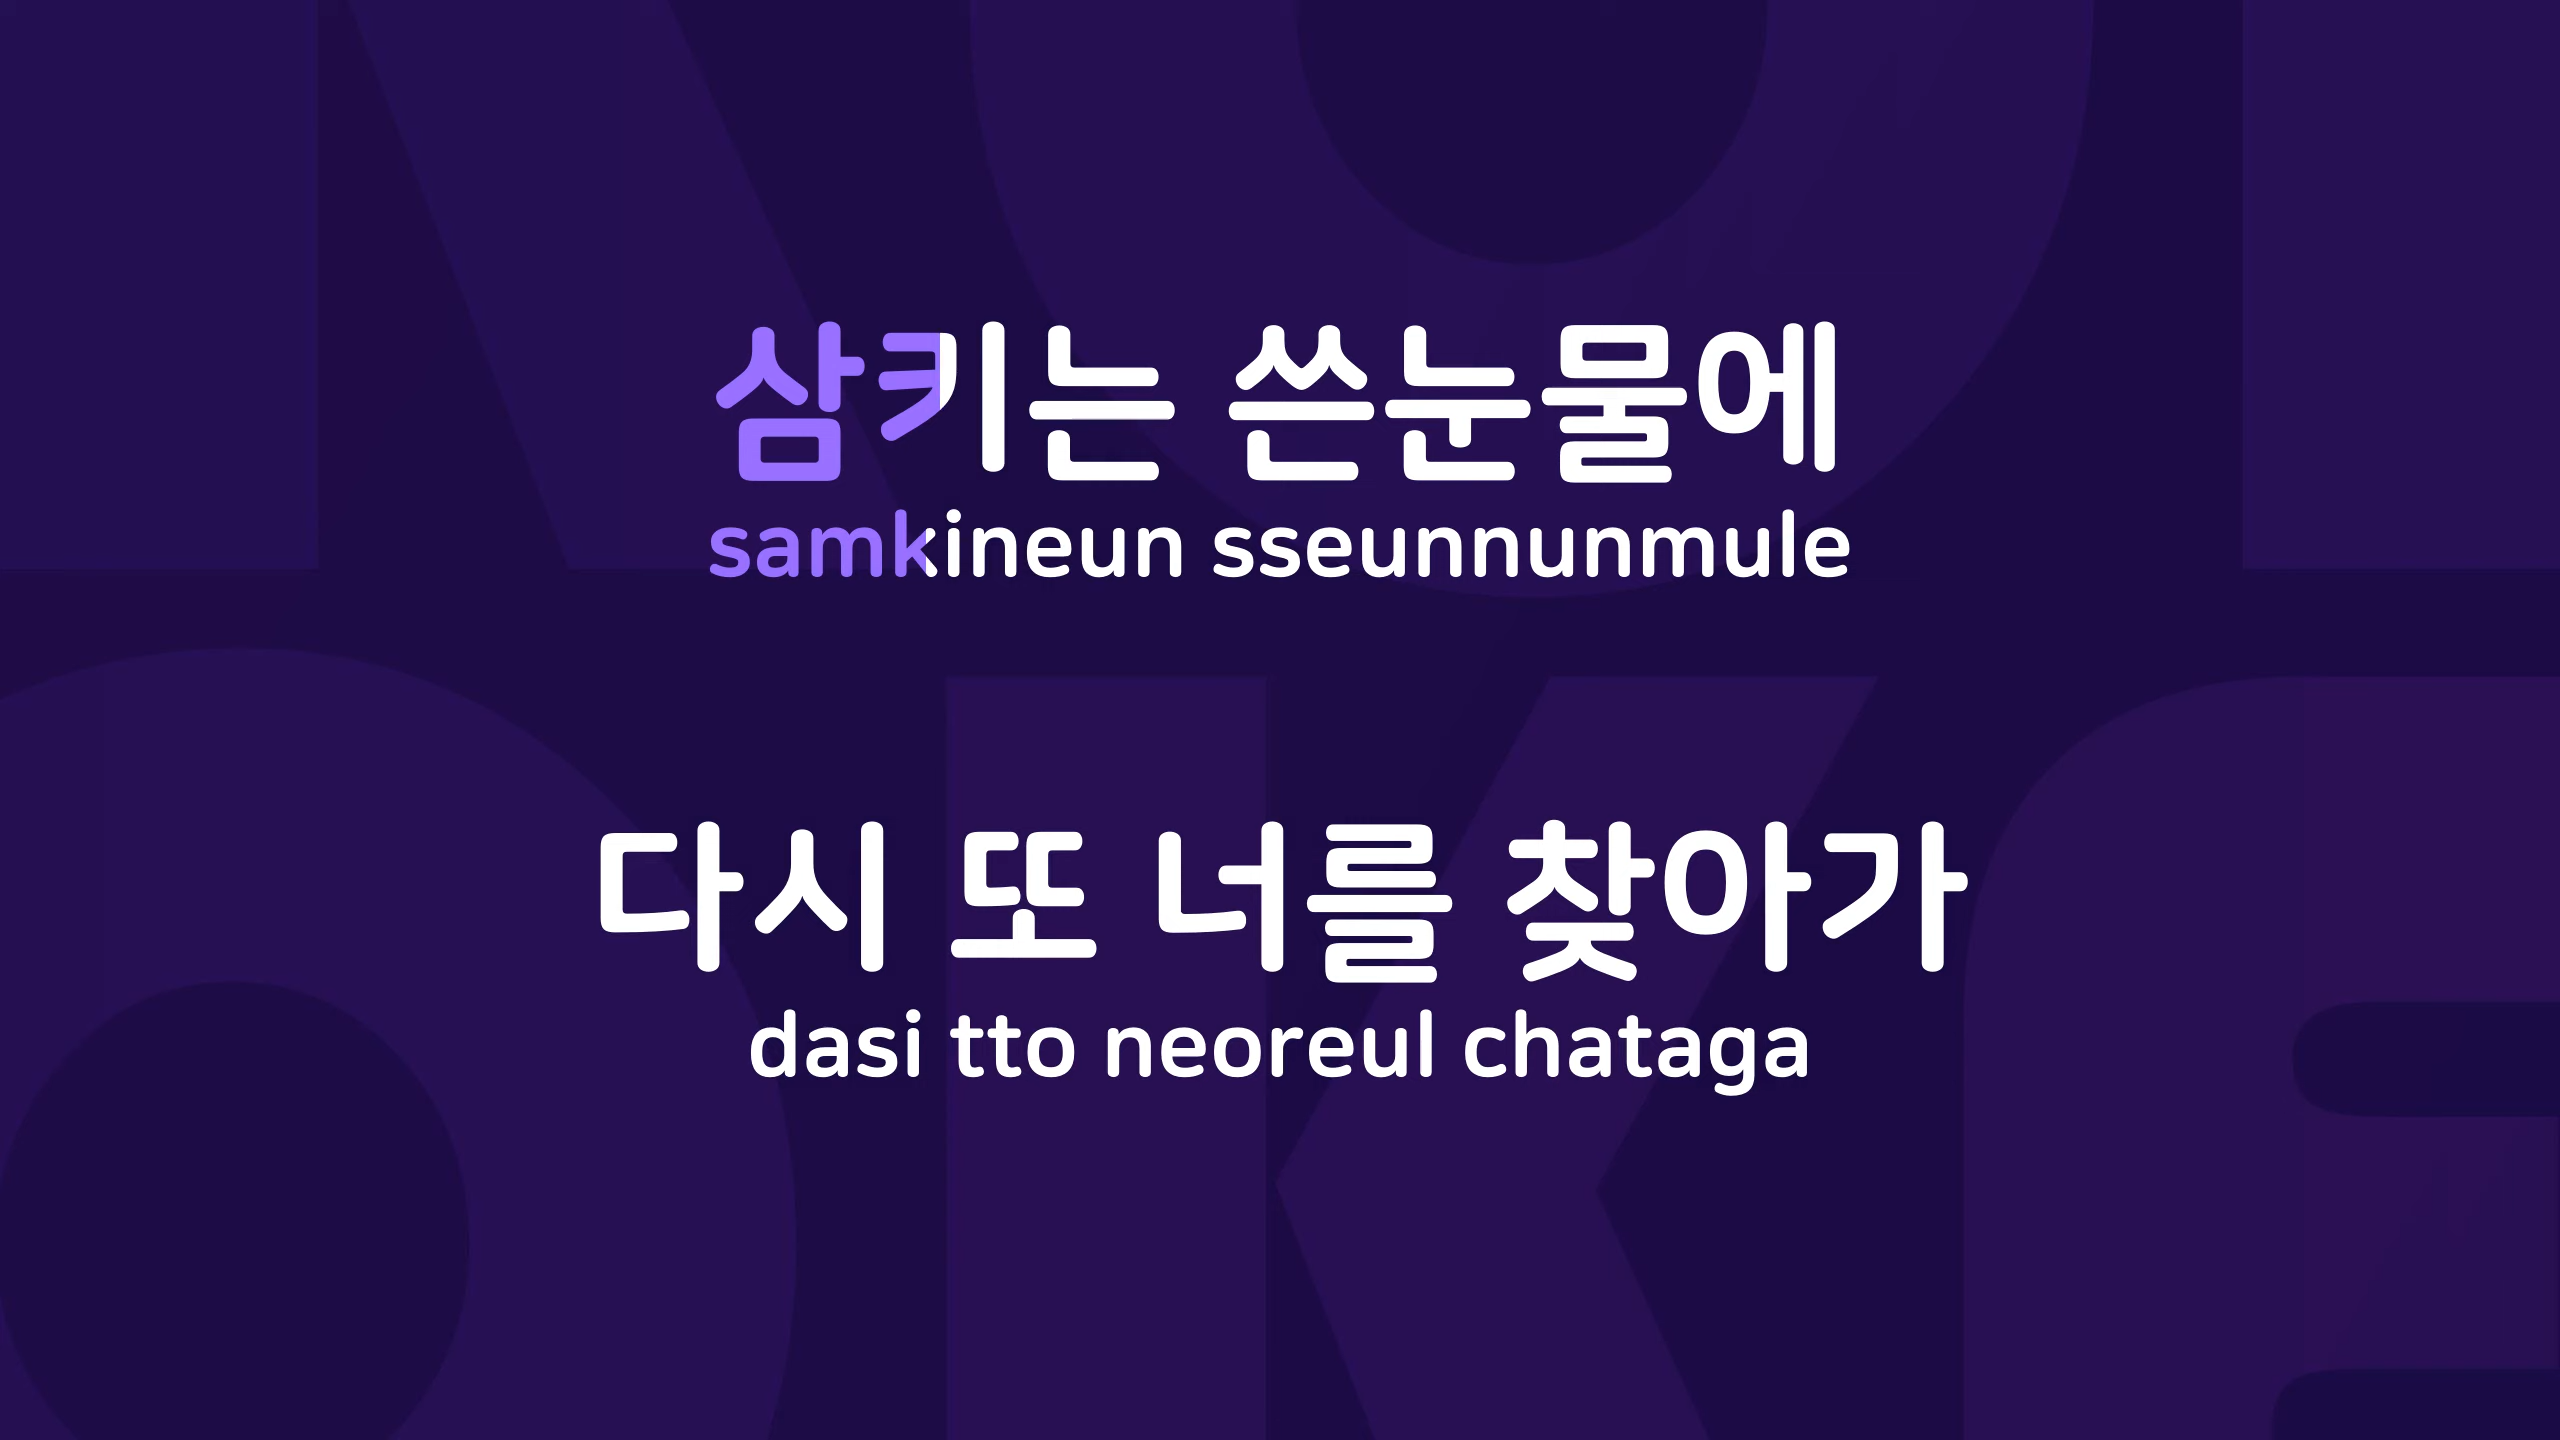 삼키는 쓴눈물에
samkineun sseunnunmule
다시 또 너를 찾아가
dasi tto neoreul chataga